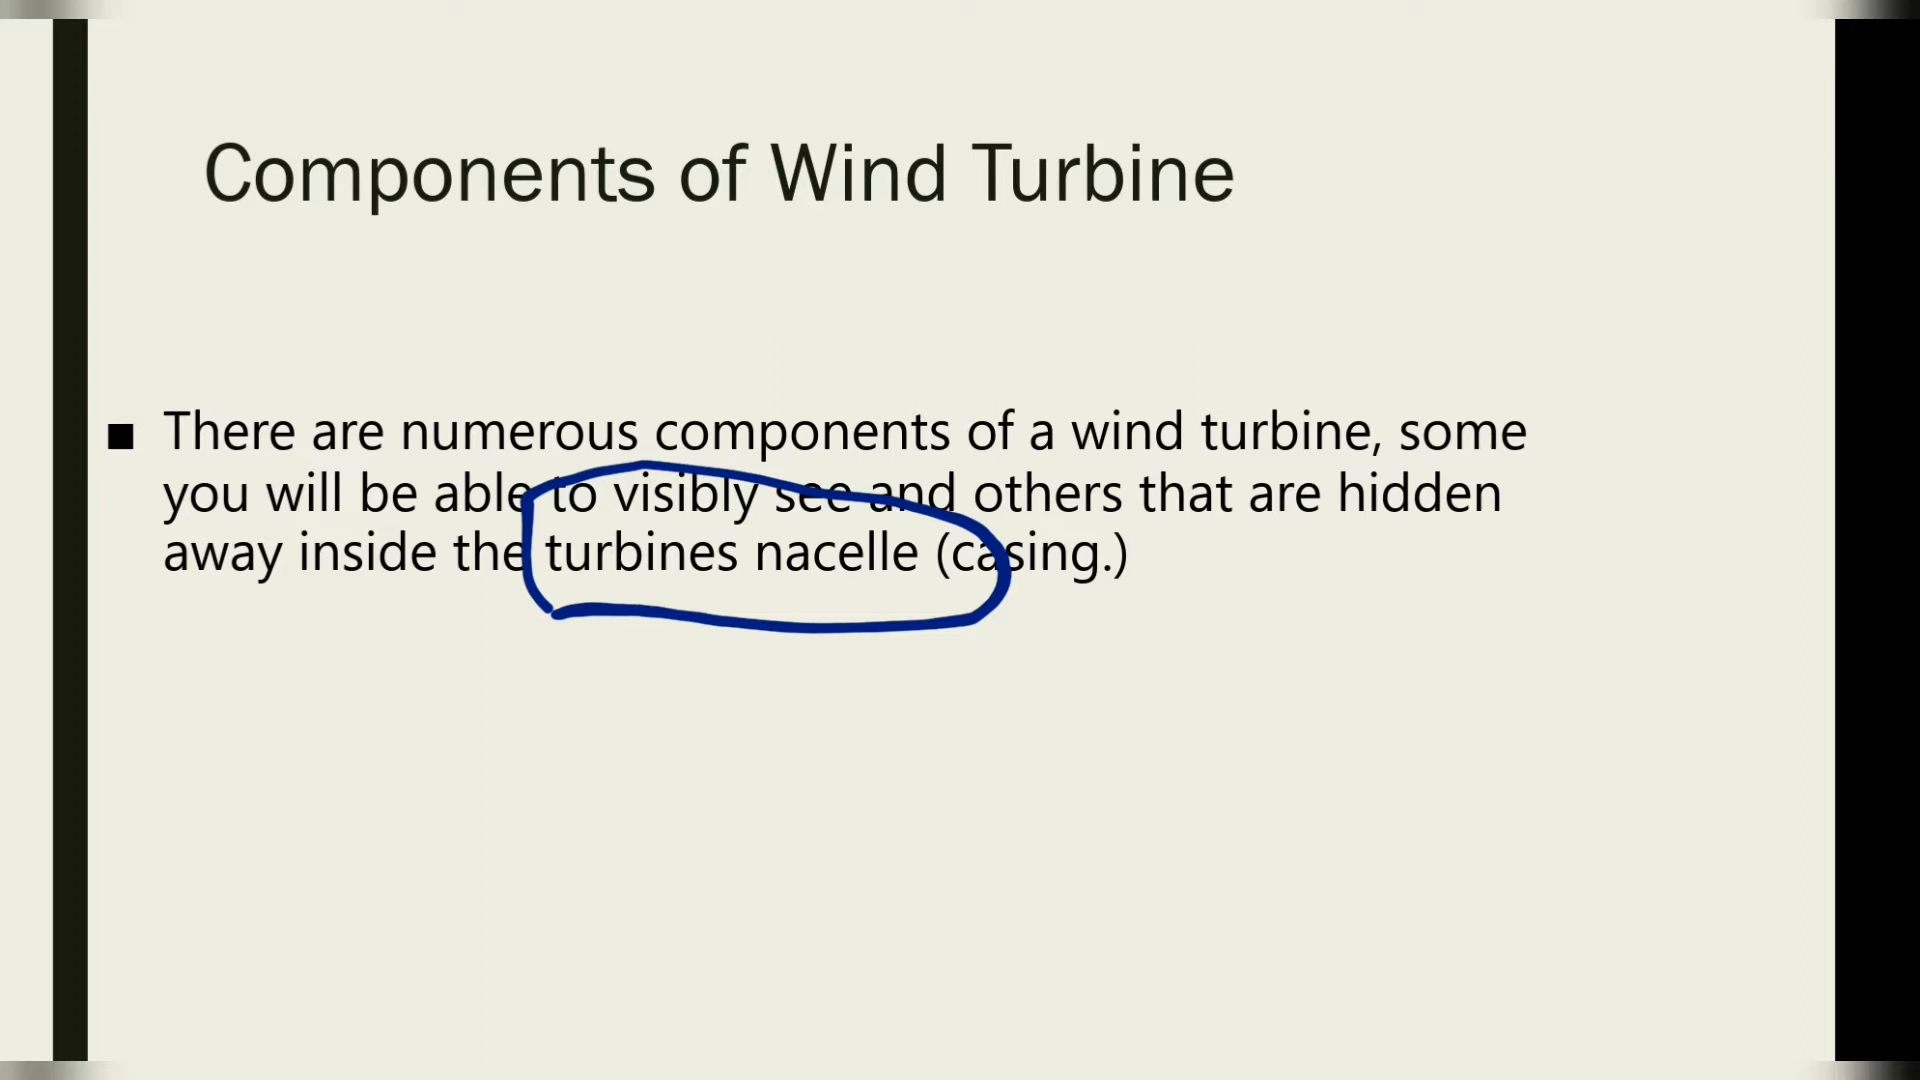 Components of Wind Turbine
■ There are numerous components of a wind turbine, some
you will be able to visibly see and others that are hidden
away inside the turbines nacelle (casing.)